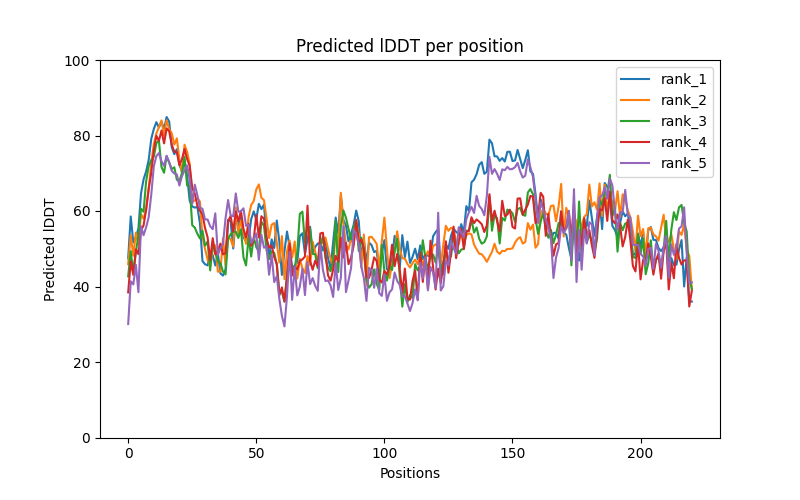 Predicted lDDT per position
100
80
60
40
20
0
Predicted lDDT
0 50 100 150 200
Positions
rank_1
rank_2
rank_3
rank_4
rank_5